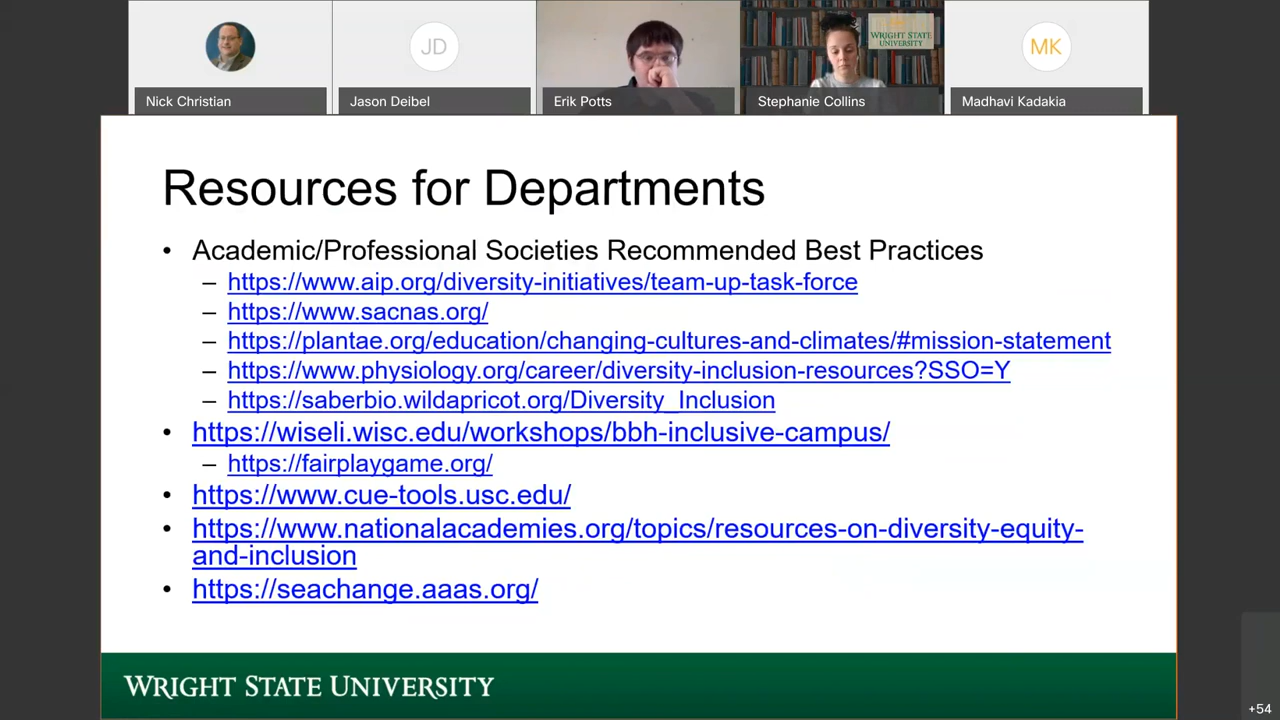 JD
MK
WRIGHT STATE
UNIVERSITY
Nick Christian
Jason Deibel
Erik Potts
Stephanie Collins
Madhavi Kadakia
Resources for Departments
• Academic/Professional Societies Recommended Best Practices
– https://www.aip.org/diversity-initiatives/team-up-task-force
– https://www.sacnas.org/
– https://plantae.org/education/changing-cultures-and-climates/#mission-statement
– https://www.physiology.org/career/diversity-inclusion-resources?SSO=Y
– https://saberbio.wildapricot.org/Diversity_Inclusion
• https://wiseli.wisc.edu/workshops/bbh-inclusive-campus/
– https://fairplaygame.org/
• https://www.cue-tools.usc.edu/
• https://www.nationalacademies.org/topics/resources-on-diversity-equity-
and-inclusion
• https://seachange.aaas.org/
WRIGHT STATE UNIVERSITY
+54